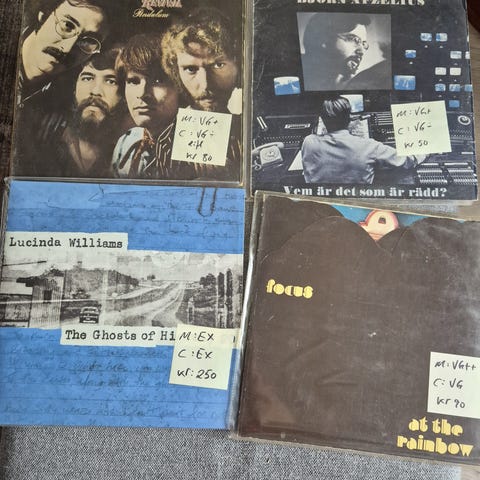 REVIVAL
Pendulum
M: VG+
C: VG-
kr 80
BJÖRN AFZELIUS
M: VG+
C: VG-
kr 50
Vem är det som är rädd?
Lucinda Williams
The Ghosts of Hi
M: EX
C: EX
kr: 250
focus
M: VG++
C: VG
kr 90
at the
rainbow